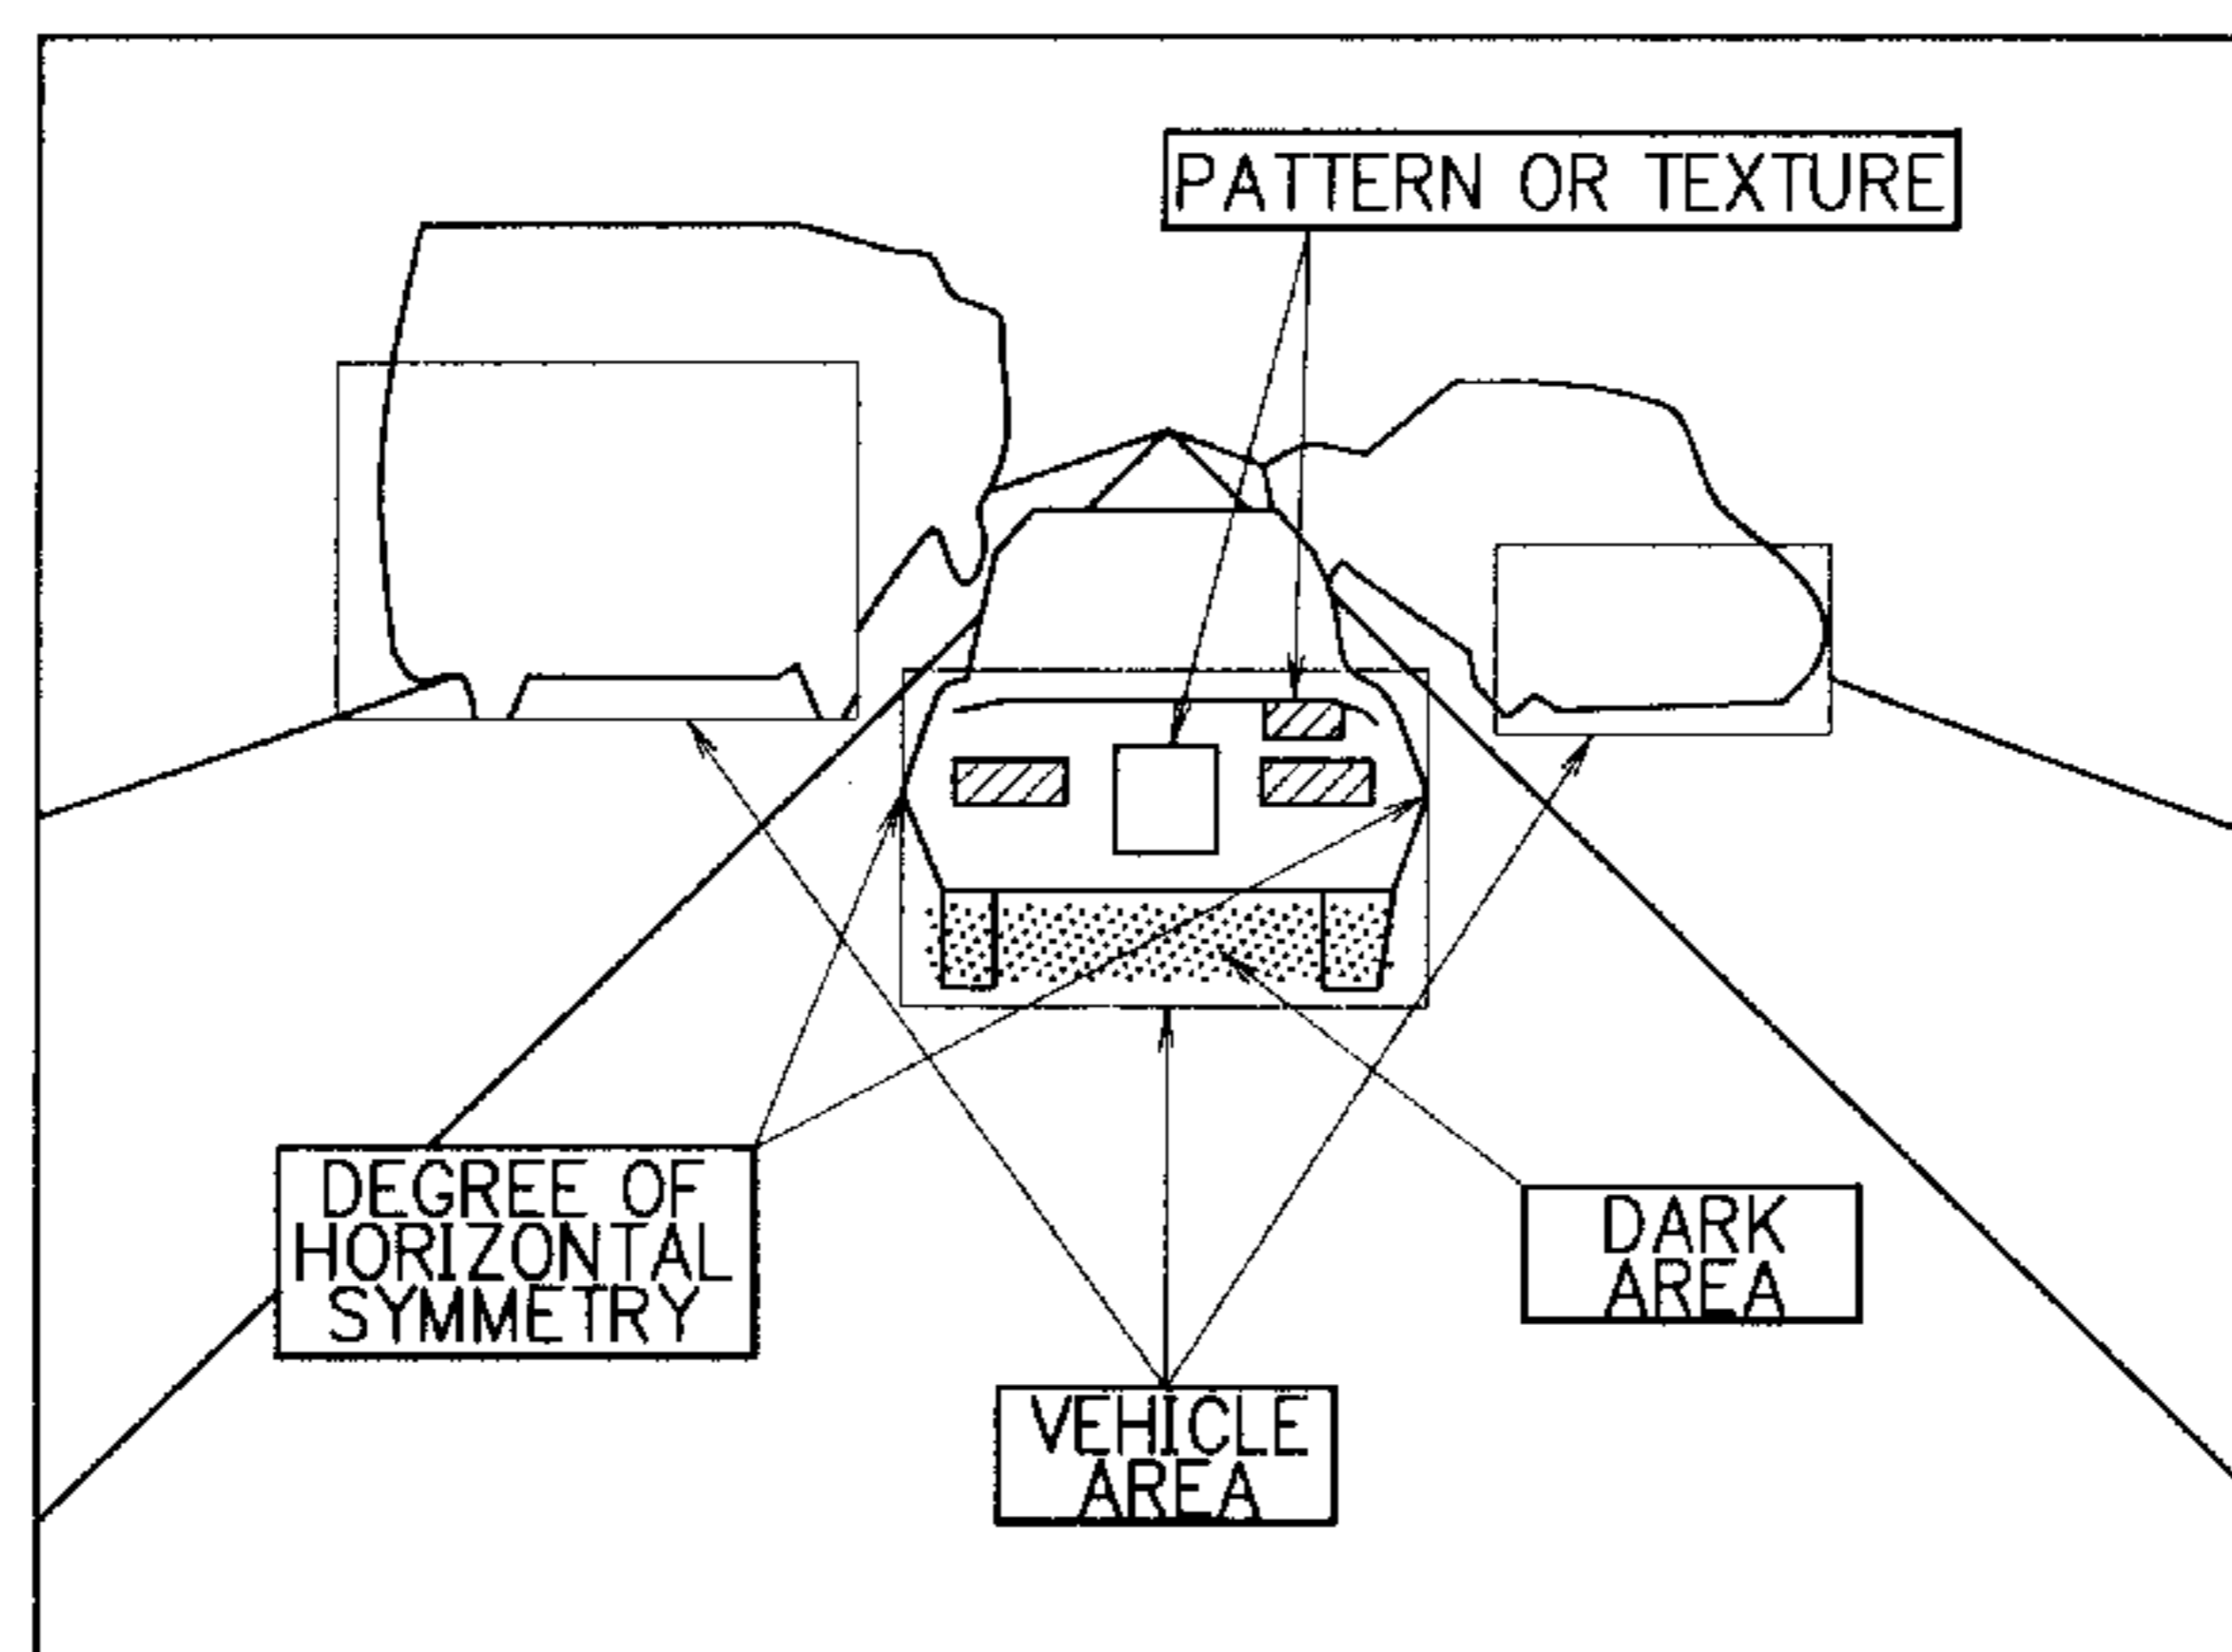 PATTERN OR TEXTURE
DEGREE OF
HORIZONTAL
SYMMETRY
DARK
AREA
VEHICLE
AREA